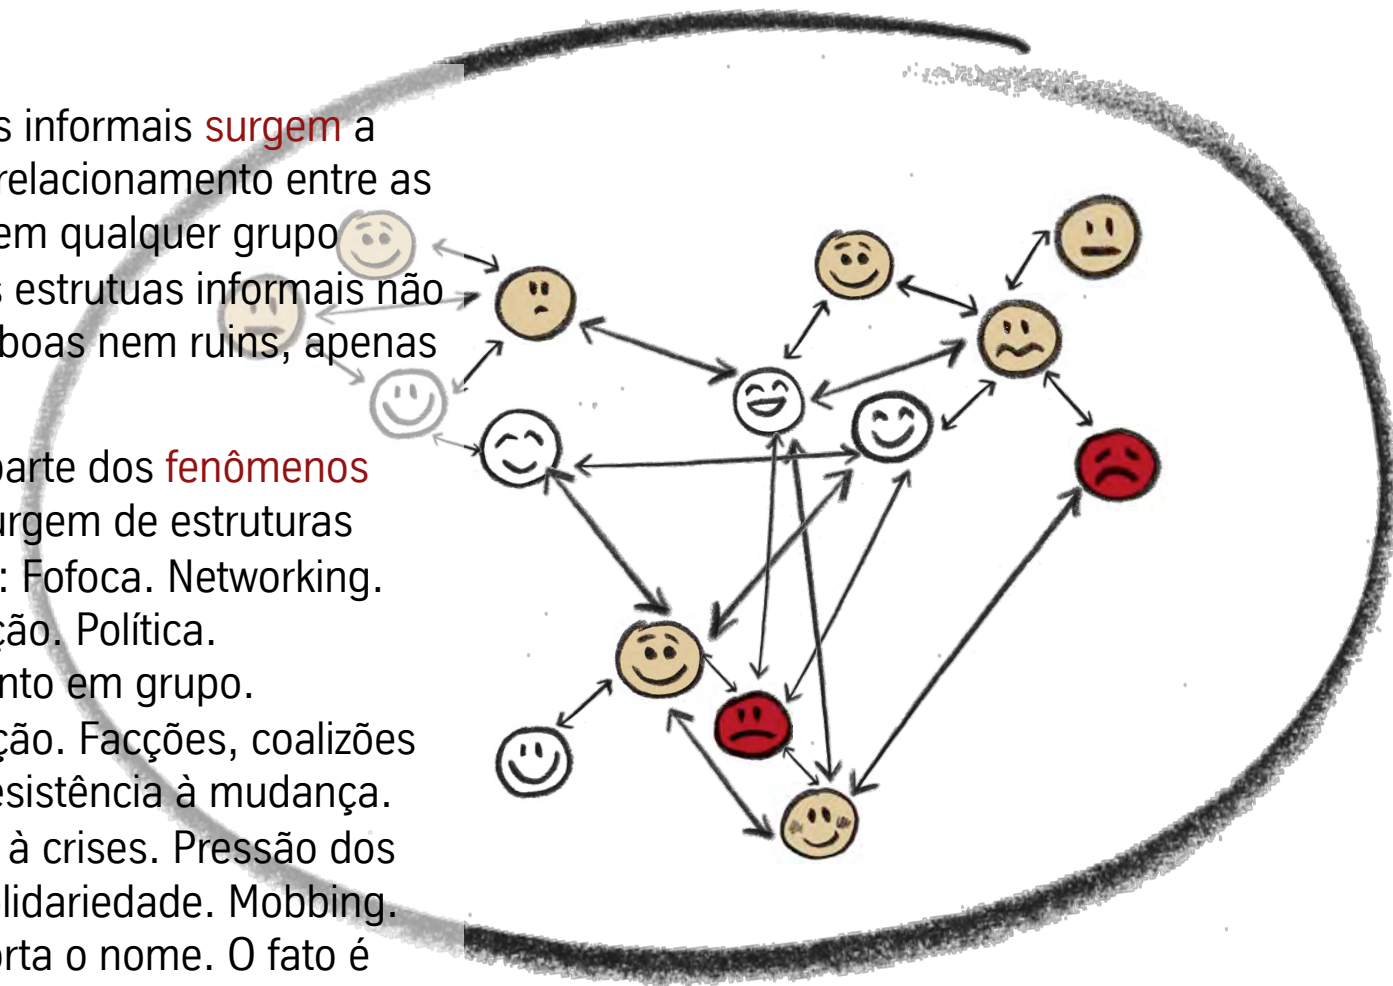 s informais surgem a
relacionamento entre as
em qualquer grupo
s estrutuas informais não
boas nem ruins, apenas
parte dos fenômenos
urgem de estruturas
: Fofoca. Networking.
ção. Política.
nto em grupo.
ção. Facções, coalizões
esistência à mudança.
à crises. Pressão dos
lidariedade. Mobbing.
rta o nome. O fato é